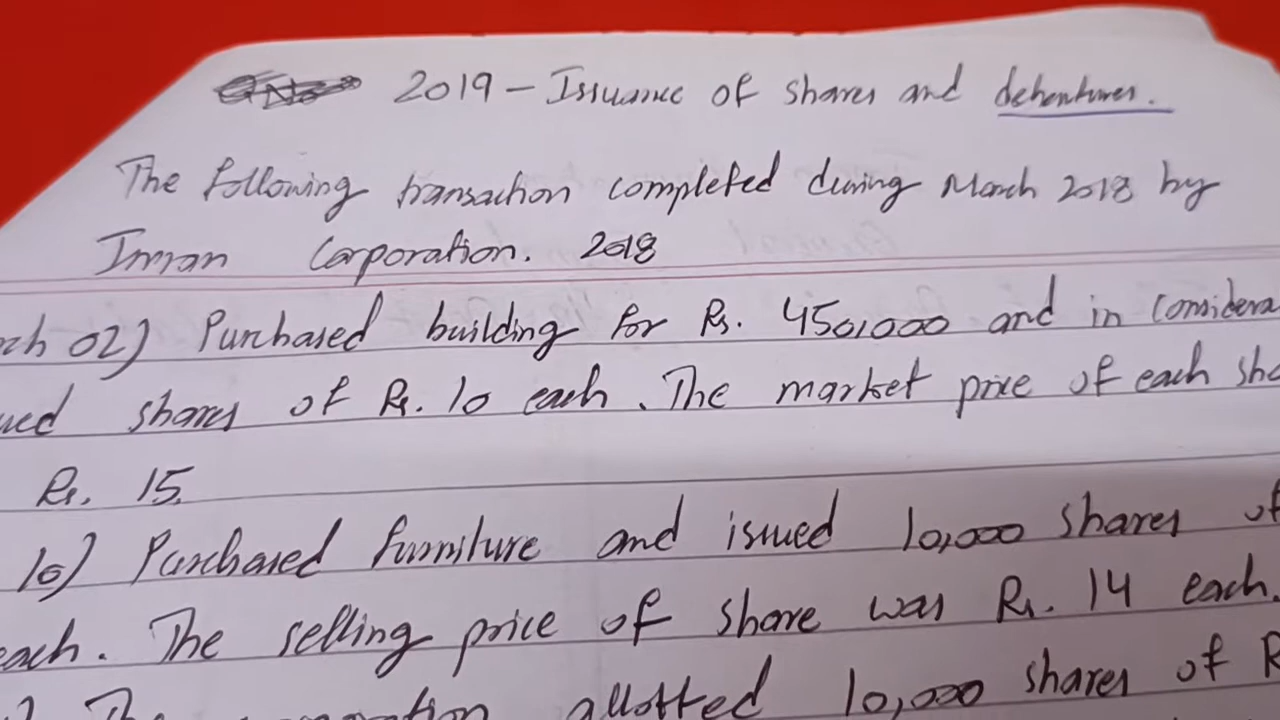 2019 - Issuance of shares and debentures.
The following transaction completed during March 2018 by
Imran Corporation. 2018
ch 02) Purchased building for Rs. 450,000 and in considera
ued shares of Rs. 10 each. The market price of each sha
Rs. 15.
10) Purchased furniture and issued 10,000 shares of
each. The selling price of share was Rs. 14 each.
The allotted 10,000 shares of R